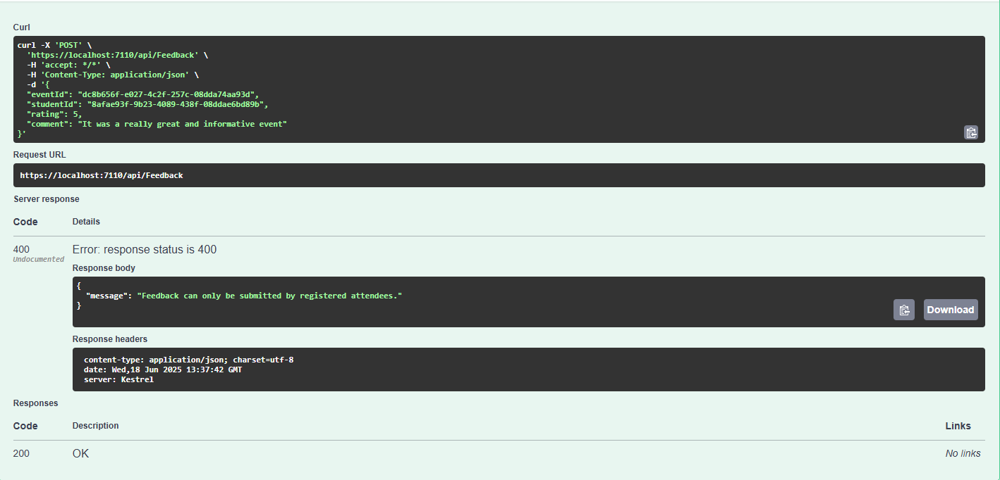 Curl
curl -X 'POST' \
  'https://localhost:7110/api/Feedback' \
  -H 'accept: */*' \
  -H 'Content-Type: application/json' \
  -d '{
  "eventId": "dc8b656f-e027-4c2f-257c-08dda74aa93d",
  "studentId": "8afae93f-9b23-4089-438f-08ddae6bd89b",
  "rating": 5,
  "comment": "It was a really great and informative event"
}'
Request URL
https://localhost:7110/api/Feedback
Server response
Code Details
400 Error: response status is 400
Undocumented
Response body
{
  "message": "Feedback can only be submitted by registered attendees."
}
Download
Response headers
content-type: application/json; charset=utf-8
date: Wed,18 Jun 2025 13:37:42 GMT
server: Kestrel
Responses
Code Description Links
200 OK No links